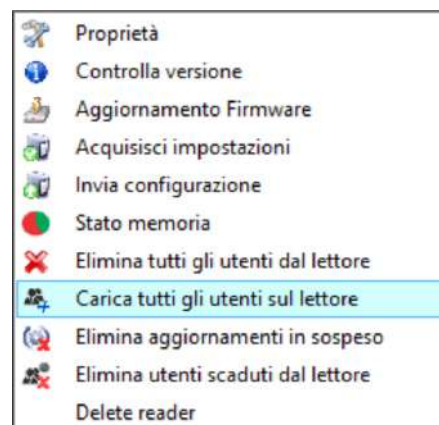 Proprietà
Controlla versione
Aggiornamento Firmware
Acquisisci impostazioni
Invia configurazione
Stato memoria
Elimina tutti gli utenti dal lettore
Carica tutti gli utenti sul lettore
Elimina aggiornamenti in sospeso
Elimina utenti scaduti dal lettore
Delete reader